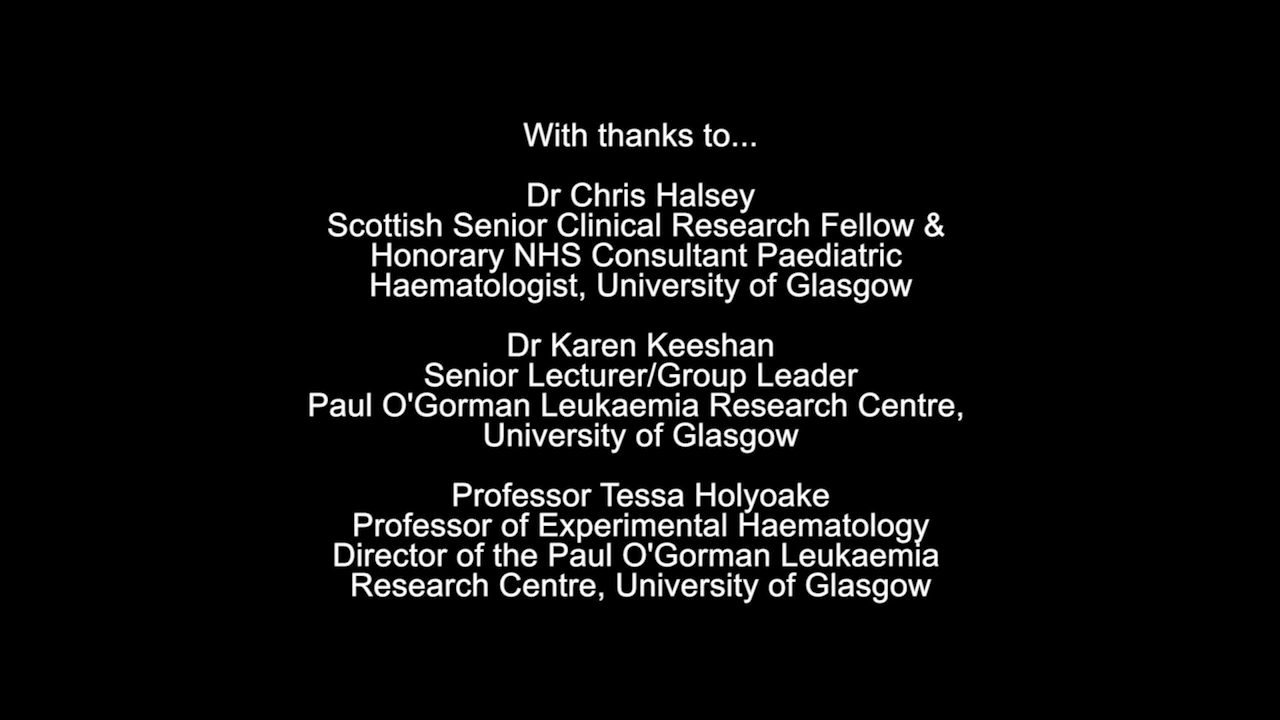 With thanks to...
Dr Chris Halsey
Scottish Senior Clinical Research Fellow &
Honorary NHS Consultant Paediatric
Haematologist, University of Glasgow
Dr Karen Keeshan
Senior Lecturer/Group Leader
Paul O'Gorman Leukaemia Research Centre,
University of Glasgow
Professor Tessa Holyoake
Professor of Experimental Haematology
Director of the Paul O'Gorman Leukaemia
Research Centre, University of Glasgow